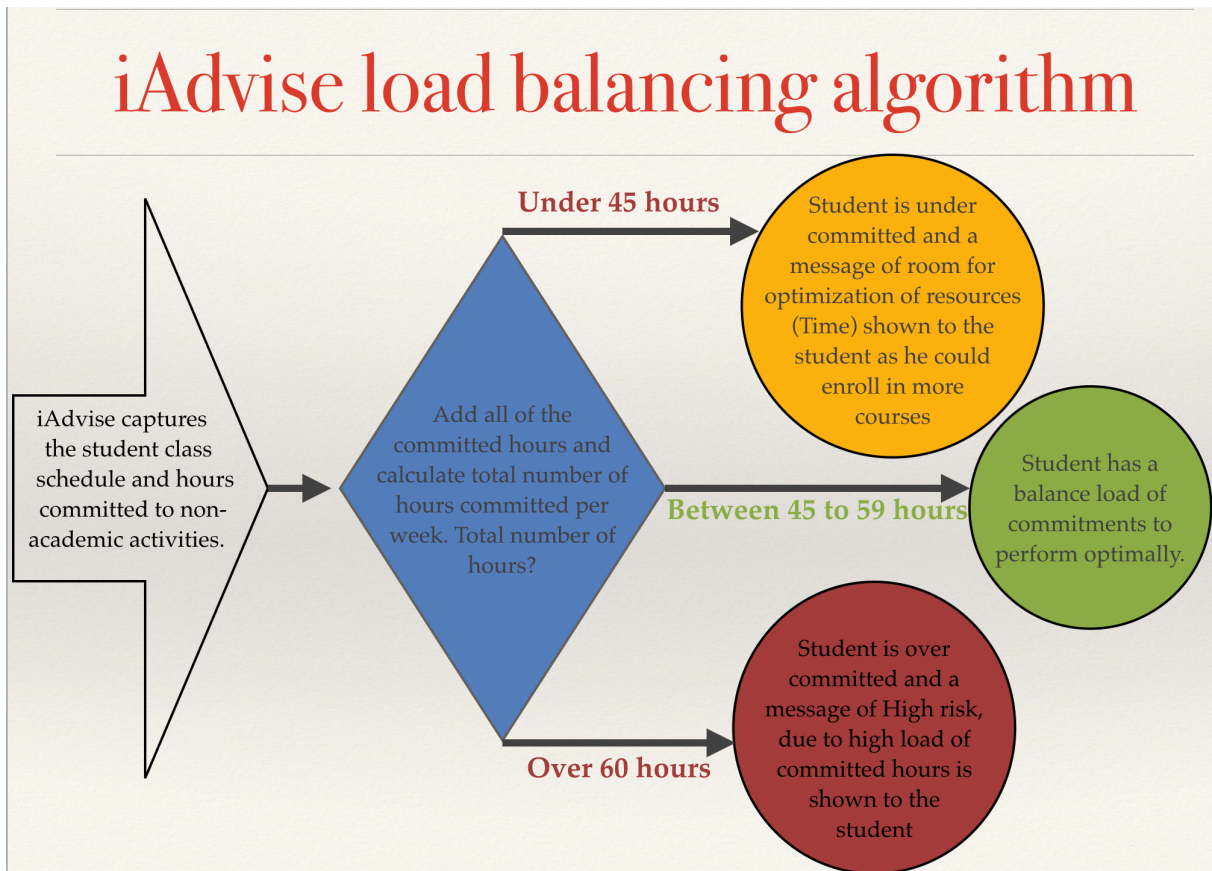 iAdvise load balancing algorithm
iAdvise captures
the student class
schedule and hours
committed to non-
academic activities.
Add all of the
committed hours and
calculate total number of
hours committed per
week. Total number of
hours?
Under 45 hours
Student is under
committed and a
message of room for
optimization of resources
(Time) shown to the
student as he could
enroll in more
courses
Between 45 to 59 hours
Student has a
balance load of
commitments to
perform optimally.
Over 60 hours
Student is over
committed and a
message of High risk,
due to high load of
committed hours is
shown to the
student